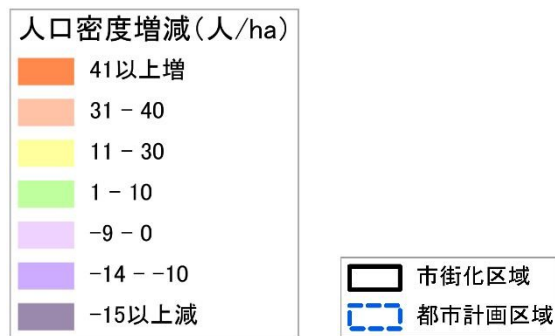 人口密度増減(人/ha)
41以上増
31 - 40
11 - 30
1 - 10
-9 - 0
-14 - -10
-15以上減
市街化区域
都市計画区域